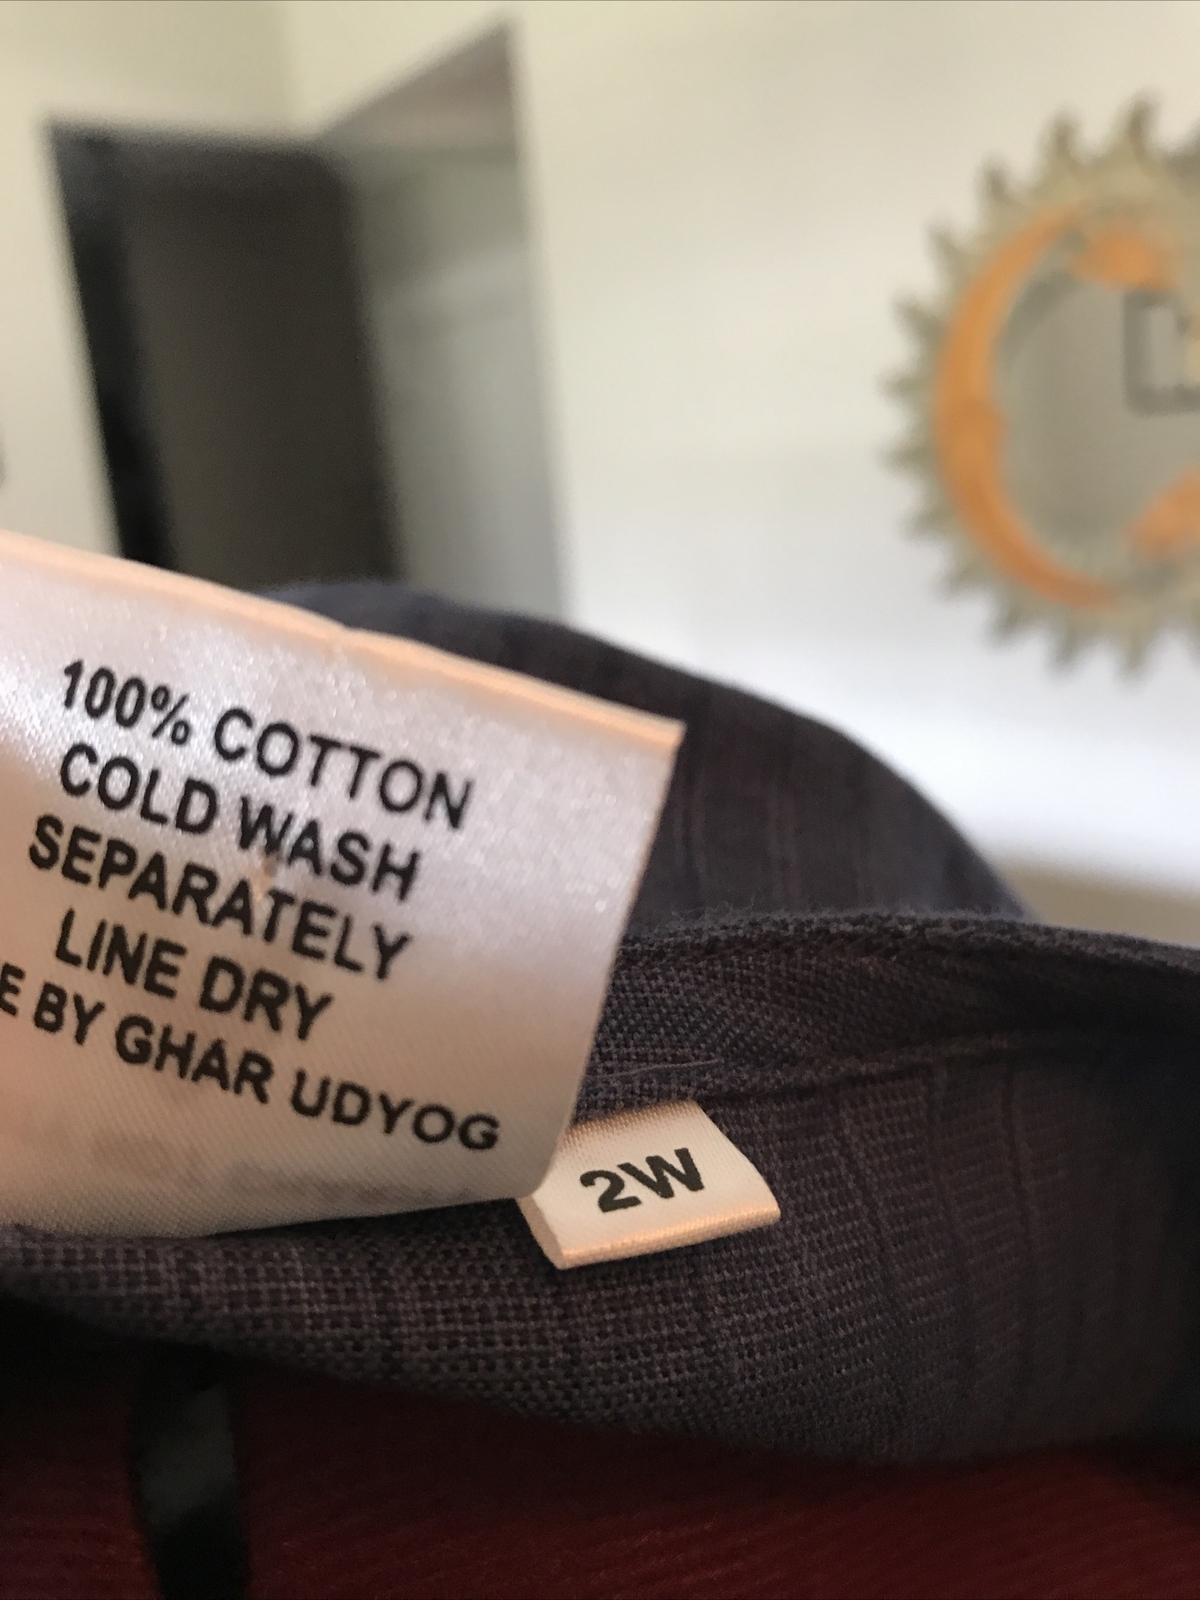 100% COTTON
COLD WASH
SEPARATELY
LINE DRY
E BY GHAR UDYOG
2W